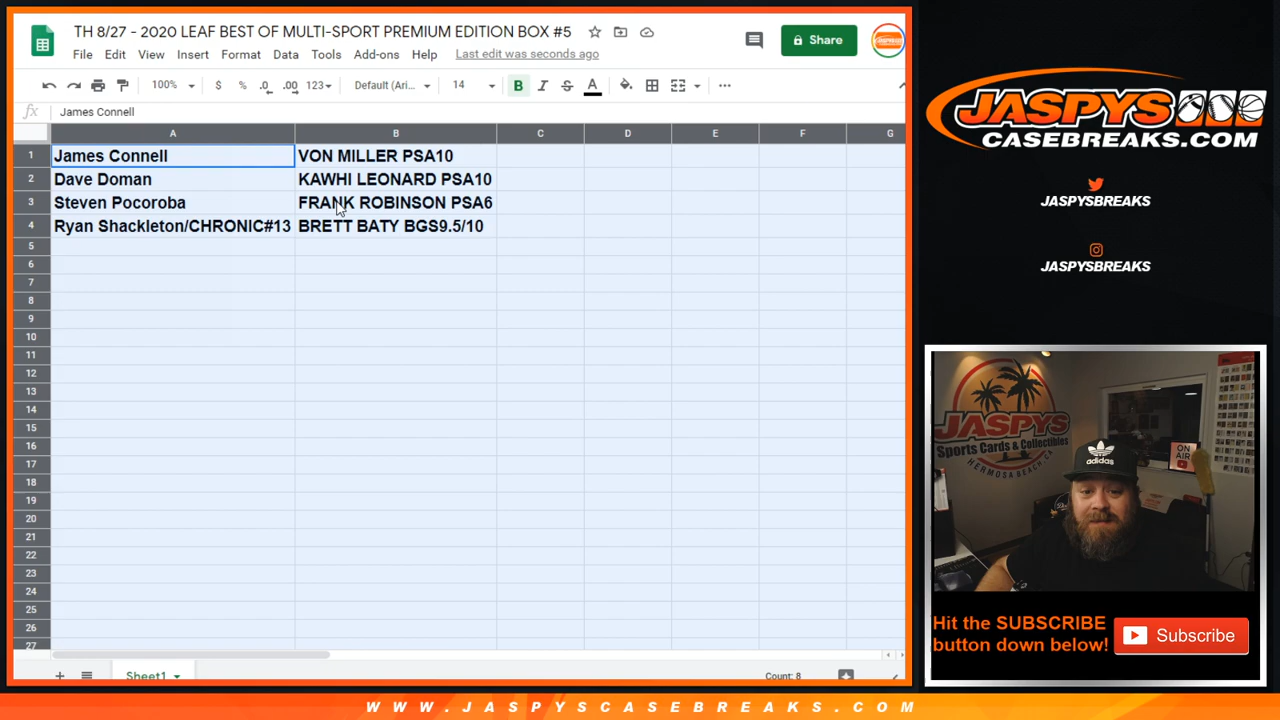 TH 8/27 - 2020 LEAF BEST OF MULTI-SPORT PREMIUM EDITION BOX #5
File Edit View Insert Format Data Tools Add-ons Help Last edit was seconds ago
Share
100% $ % .0 .00 123 Default (Ari... 14 B I S A
fx James Connell
A B C D E F G
1 James Connell VON MILLER PSA10
2 Dave Doman KAWHI LEONARD PSA10
3 Steven Pocoroba FRANK ROBINSON PSA6
4 Ryan Shackleton/CHRONIC#13 BRETT BATY BGS9.5/10
5
6
7
8
9
10
11
12
13
14
15
16
17
18
19
20
21
22
23
24
25
26
27
Sheet1 Count: 8
JASPYS
CASEBREAKS.COM
JASPYSBREAKS
JASPYSBREAKS
JASPYS
Sports Cards & Collectibles
HERMOSA BEACH CA
ON
AIR
adidas
Hit the SUBSCRIBE
button down below!
Subscribe
WWW.JASPYSCASEBREAKS.COM